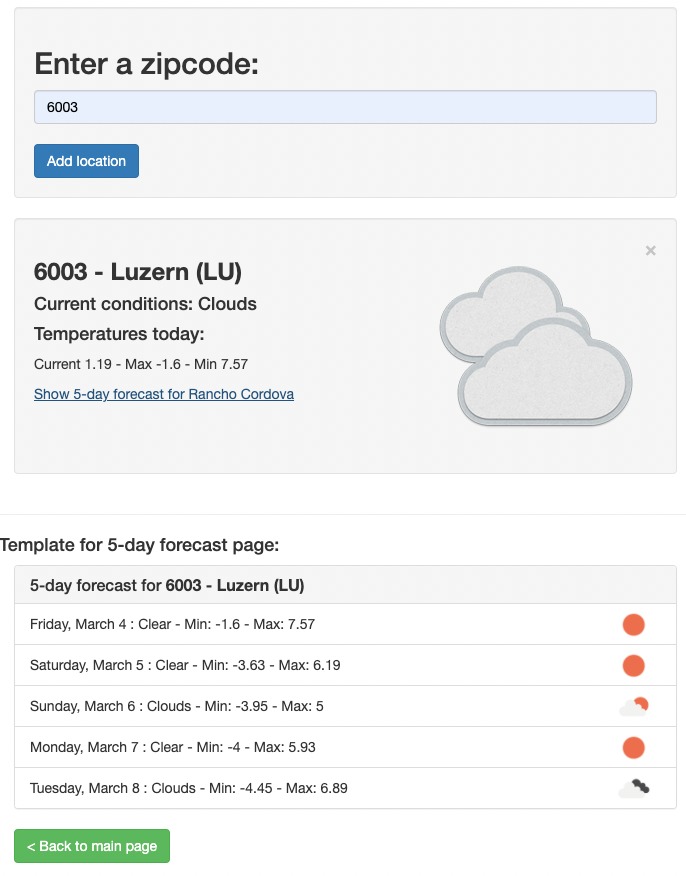 Enter a zipcode:
6003
Add location
×
6003 - Luzern (LU)
Current conditions: Clouds
Temperatures today:
Current 1.19 - Max -1.6 - Min 7.57
Show 5-day forecast for Rancho Cordova
Template for 5-day forecast page:
5-day forecast for 6003 - Luzern (LU)
Friday, March 4 : Clear - Min: -1.6 - Max: 7.57
Saturday, March 5 : Clear - Min: -3.63 - Max: 6.19
Sunday, March 6 : Clouds - Min: -3.95 - Max: 5
Monday, March 7 : Clear - Min: -4 - Max: 5.93
Tuesday, March 8 : Clouds - Min: -4.45 - Max: 6.89
< Back to main page